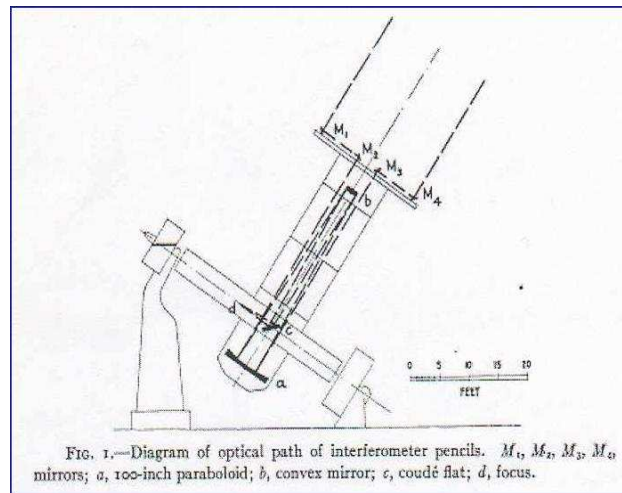 M₁
M₂
M₃
M₄
b
d
c
a
0 5 10 15 20
FEET
FIG. 1.—Diagram of optical path of interferometer pencils. M₁, M₂, M₃, M₄,
mirrors; a, 100-inch paraboloid; b, convex mirror; c, coudé flat; d, focus.